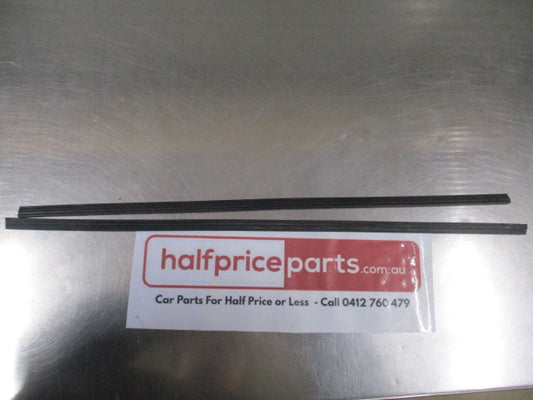 halfpriceparts.com.au
Car Parts For Half Price or Less - Call 0412 760 479